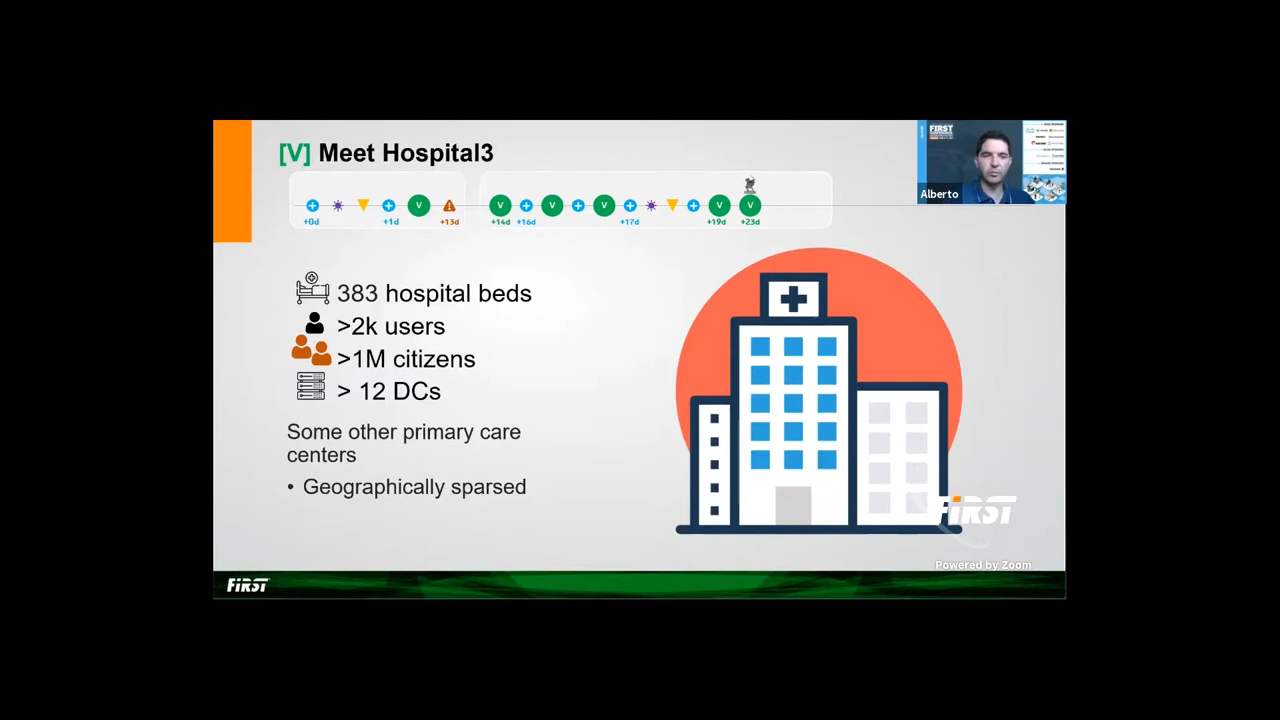 [V] Meet Hospital3
V
V
V
V
V
V
+0d
+1d
+13d
+14d
+16d
+17d
+19d
+23d
383 hospital beds
>2k users
>1M citizens
> 12 DCs
Some other primary care
centers
• Geographically sparsed
FIRST
Alberto
FIRST
Powered by Zoom
FIRST